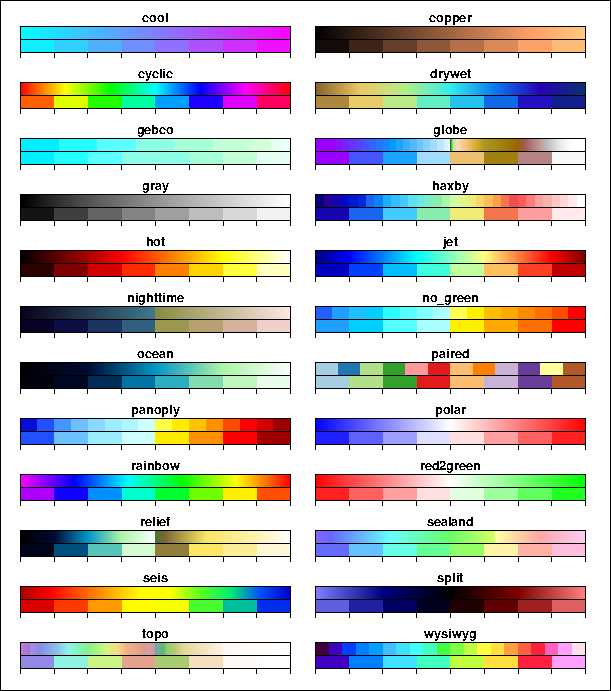 cool
copper
cyclic
drywet
gebco
globe
gray
haxby
hot
jet
nighttime
no_green
ocean
paired
panoply
polar
rainbow
red2green
relief
sealand
seis
split
topo
wysiwyg